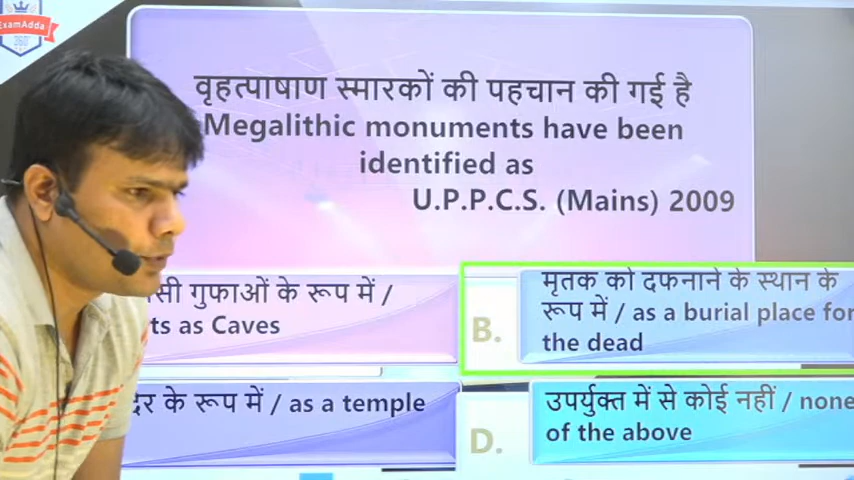 ExamAdda
वृहत्पाषाण स्मारकों की पहचान की गई है
Megalithic monuments have been
identified as
U.P.P.C.S. (Mains) 2009
गुफाओं के रूप में /
as Caves
B.
मृतक को दफनाने के स्थान के
रूप में / as a burial place for
the dead
के रूप में / as a temple
D.
उपर्युक्त में से कोई नहीं / none
of the above